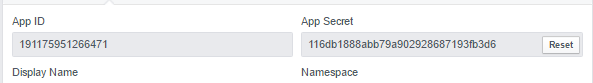 App ID App Secret
191175951266471 116db1888abb79a902928687193fb3d6 Reset
Display Name Namespace